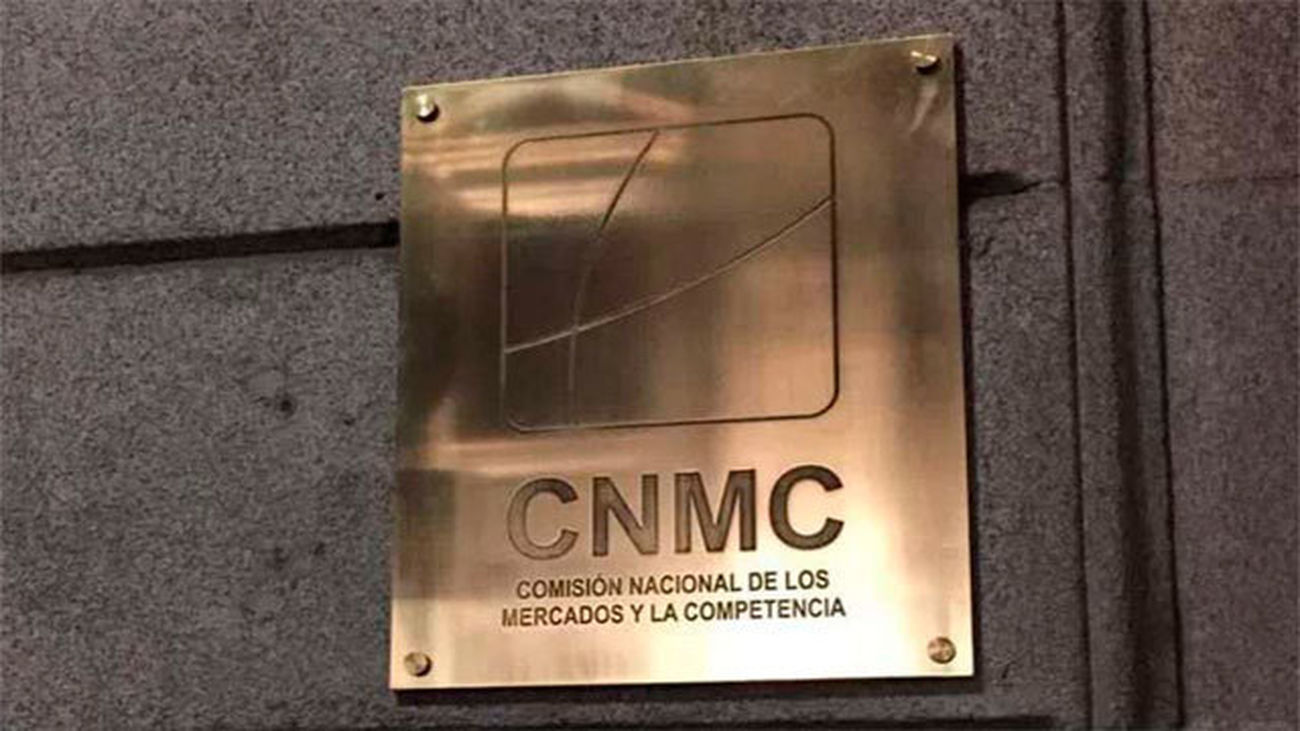 CNMC
COMISIÓN NACIONAL DE LOS
MERCADOS Y LA COMPETENCIA